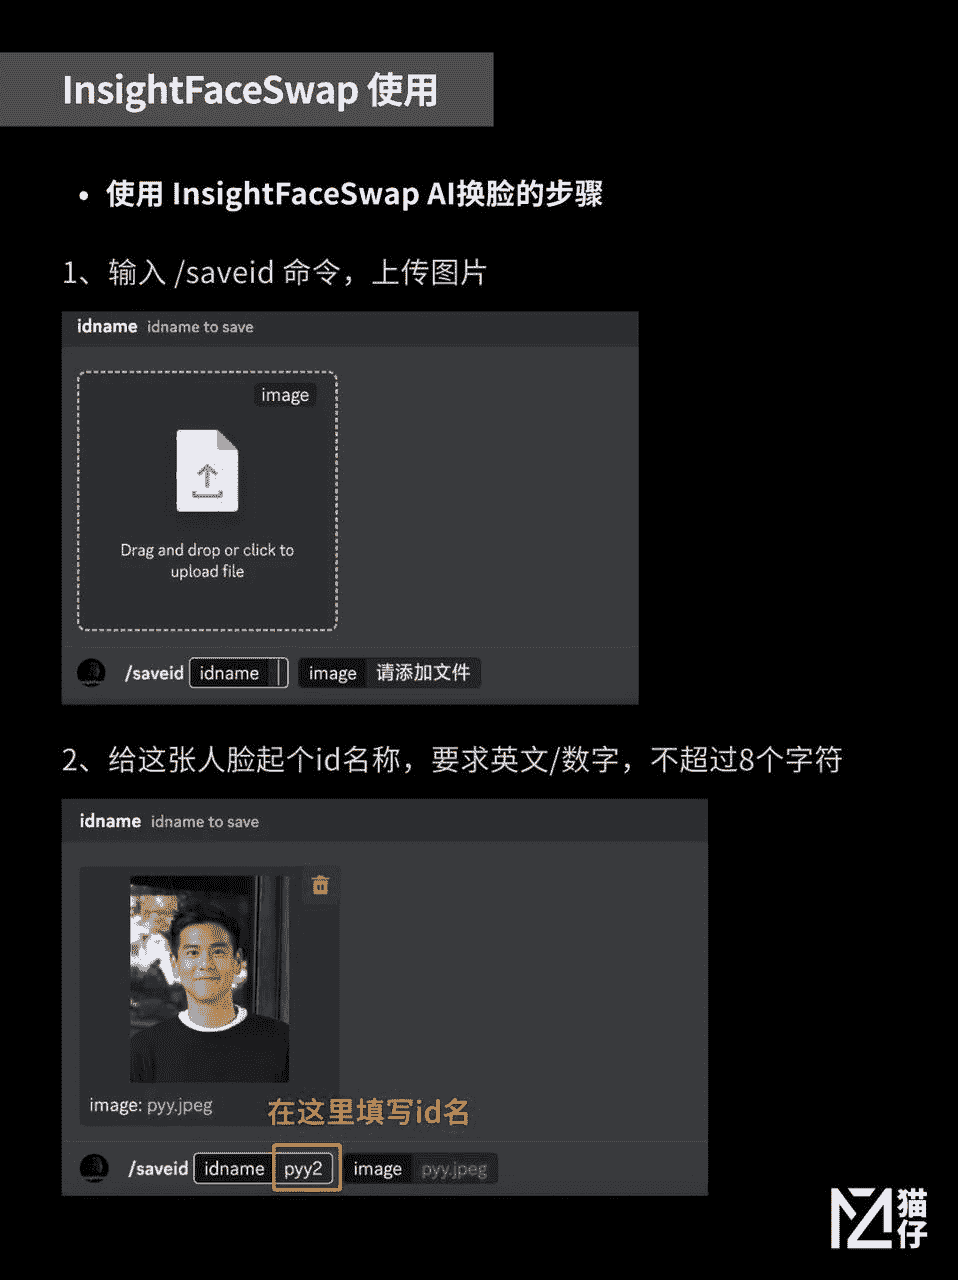 InsightFaceSwap 使用
• 使用 InsightFaceSwap AI换脸的步骤
1、输入 /saveid 命令，上传图片
idname idname to save
image
Drag and drop or click to
upload file
/saveid idname image 请添加文件
2、给这张人脸起个id名称，要求英文/数字，不超过8个字符
idname idname to save
image: pyy.jpeg
在这里填写id名
/saveid idname pyy2 image pyy.jpeg
猫
仔